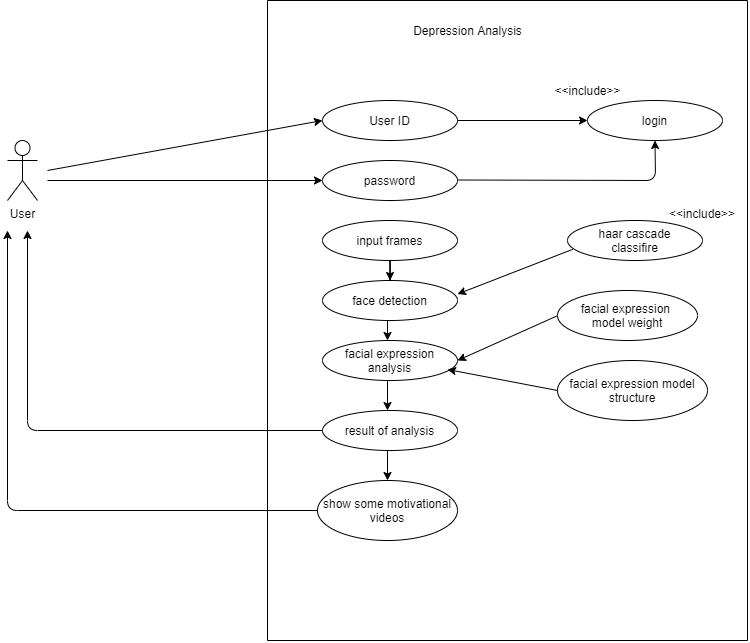 Depression Analysis
<<include>>
User ID
login
password
User
<<include>>
input frames
haar cascade
classifire
face detection
facial expression
model weight
facial expression
analysis
facial expression model
structure
result of analysis
show some motivational
videos